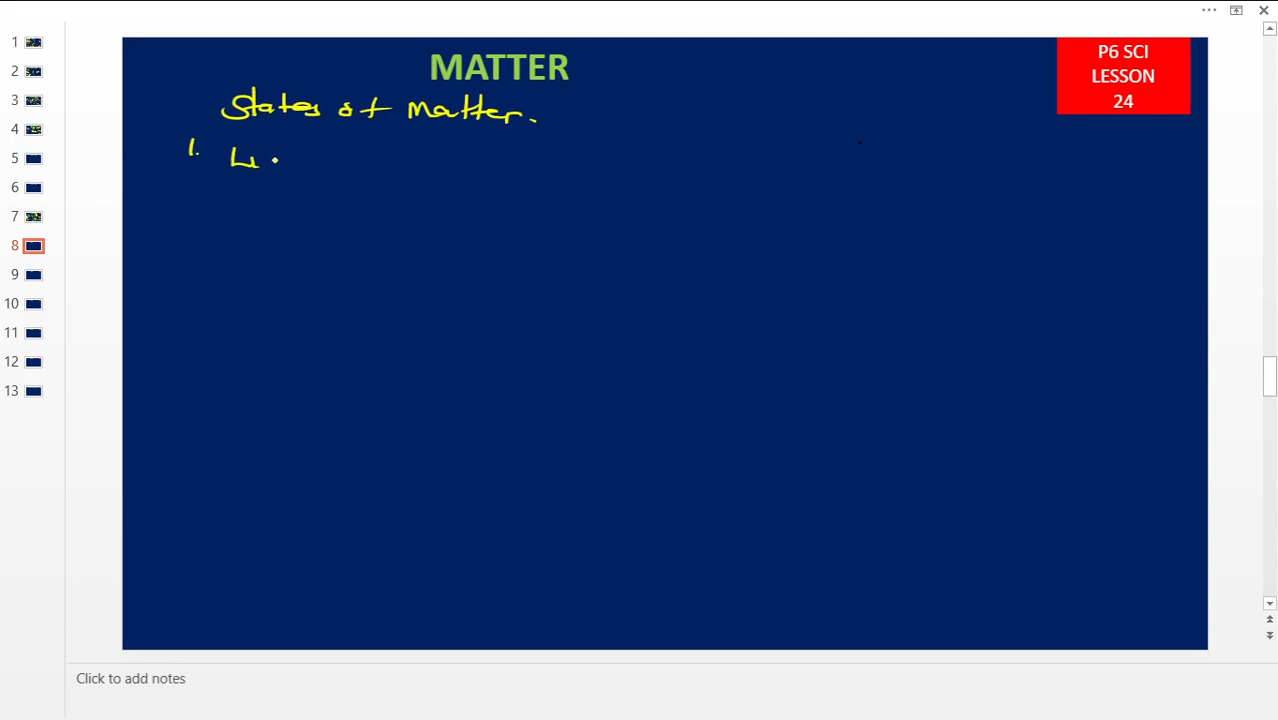 MATTER
P6 SCI
LESSON
24
States of Matter.
1. Li
1
2
3
4
5
6
7
8
9
10
11
12
13
Click to add notes